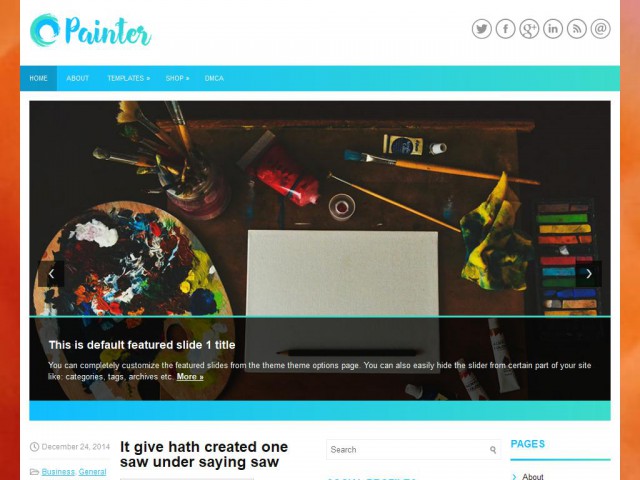 Painter
HOME ABOUT TEMPLATES » SHOP » DMCA
This is default featured slide 1 title
You can completely customize the featured slides from the theme theme options page. You can also easily hide the slider from certain part of your site
like: categories, tags, archives etc. More »
December 24, 2014
Business, General
It give hath created one
saw under saying saw
Search
SOCIAL PROFILES
PAGES
About